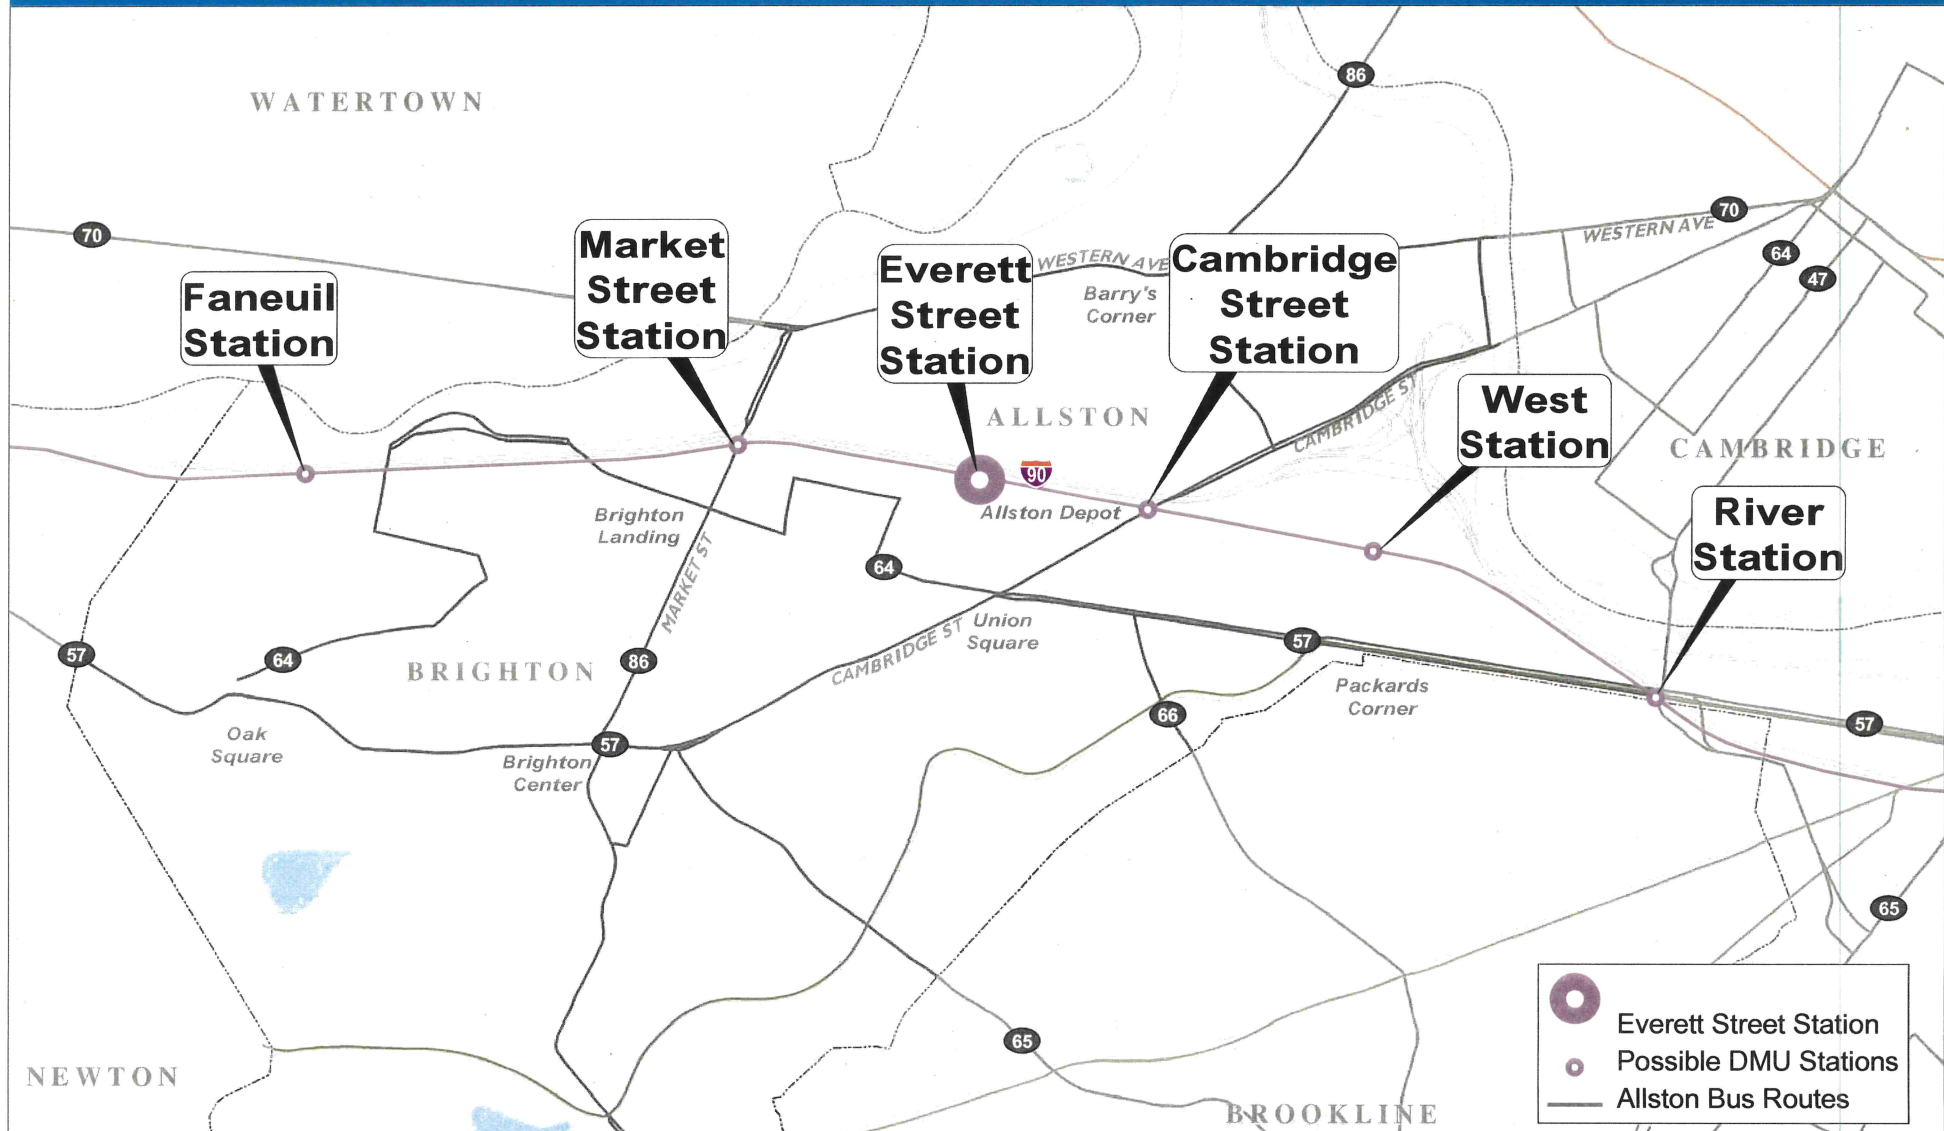 WATERTOWN
86
70
70
WESTERN AVE
64
47
Faneuil
Station
Market
Street
Station
Everett
Street
Station
WESTERN AVE
Barry's
Corner
Cambridge
Street
Station
ALLSTON
CAMBRIDGE ST
West
Station
CAMBRIDGE
90
Allston Depot
River
Station
Brighton
Landing
MARKET ST
64
Union
Square
57
57
64
BRIGHTON
86
CAMBRIDGE ST
Packards
Corner
66
57
Oak
Square
57
Brighton
Center
65
65
NEWTON
BROOKLINE
Everett Street Station
Possible DMU Stations
Allston Bus Routes